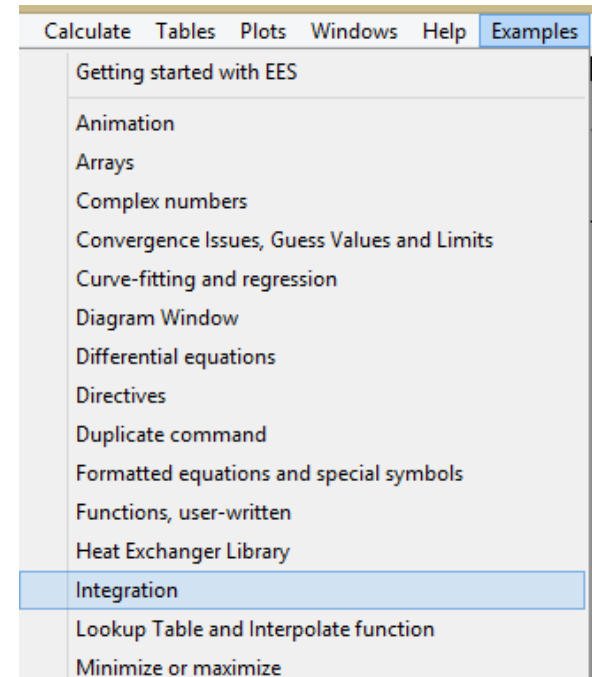 Calculate Tables Plots Windows Help Examples
Getting started with EES
Animation
Arrays
Complex numbers
Convergence Issues, Guess Values and Limits
Curve-fitting and regression
Diagram Window
Differential equations
Directives
Duplicate command
Formatted equations and special symbols
Functions, user-written
Heat Exchanger Library
Integration
Lookup Table and Interpolate function
Minimize or maximize